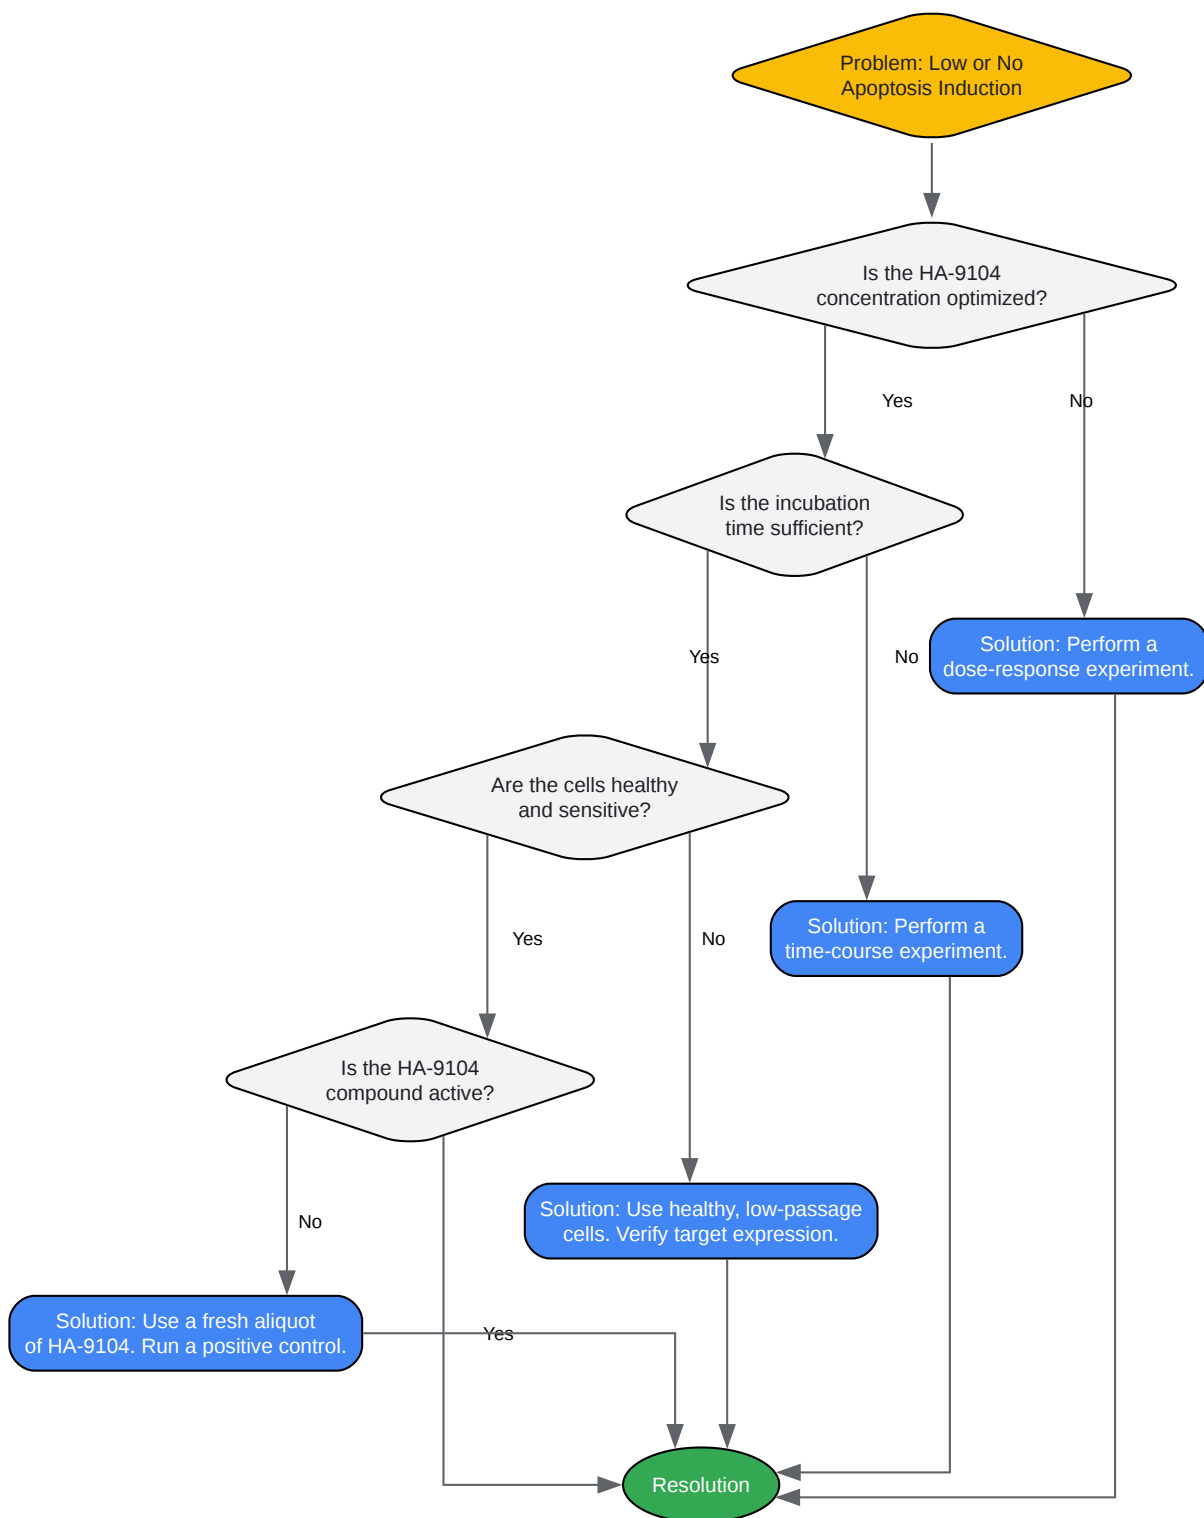 Problem: Low or No
Apoptosis Induction
Is the HA-9104
concentration optimized?
Yes
No
Is the incubation
time sufficient?
Solution: Perform a
dose-response experiment.
Yes
No
Are the cells healthy
and sensitive?
Solution: Perform a
time-course experiment.
Yes
No
Is the HA-9104
compound active?
Solution: Use healthy, low-passage
cells. Verify target expression.
No
Solution: Use a fresh aliquot
of HA-9104. Run a positive control.
Yes
Resolution